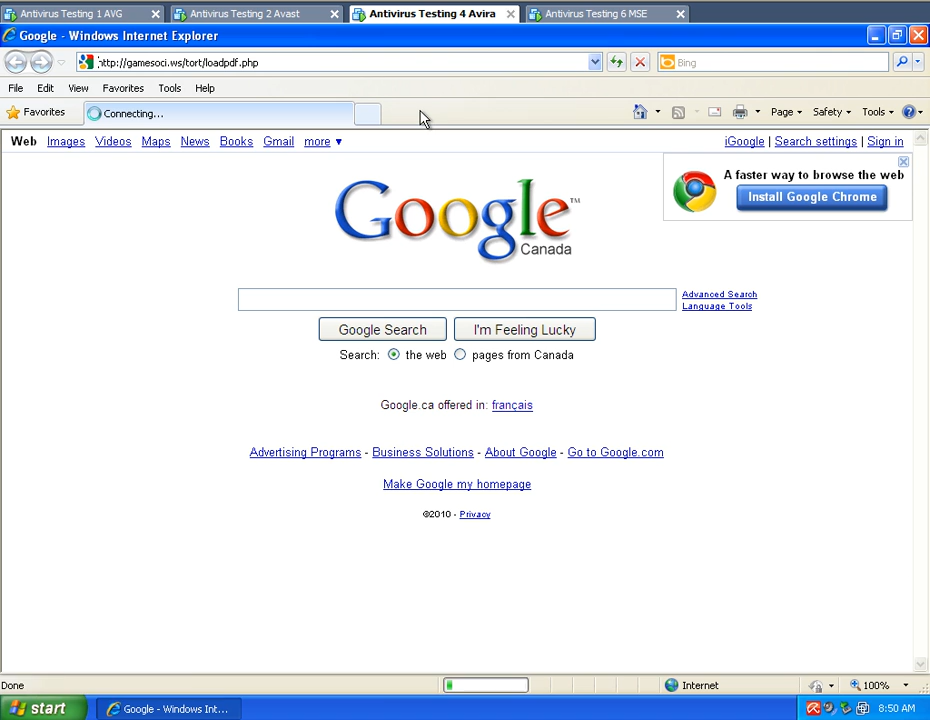 Antivirus Testing 1 AVG
Antivirus Testing 2 Avast
Antivirus Testing 4 Avira
Antivirus Testing 6 MSE
Google - Windows Internet Explorer
http://gamesoci.ws/tort/loadpdf.php
Bing
File Edit View Favorites Tools Help
Favorites
Connecting...
Page Safety Tools
Web Images Videos Maps News Books Gmail more ▼
iGoogle | Search settings | Sign in
A faster way to browse the web
Install Google Chrome
Google™
Canada
Advanced Search
Language Tools
Google Search
I'm Feeling Lucky
Search: the web pages from Canada
Google.ca offered in: français
Advertising Programs - Business Solutions - About Google - Go to Google.com
Make Google my homepage
©2010 - Privacy
Done
Internet
100%
start
Google - Windows Int...
8:50 AM